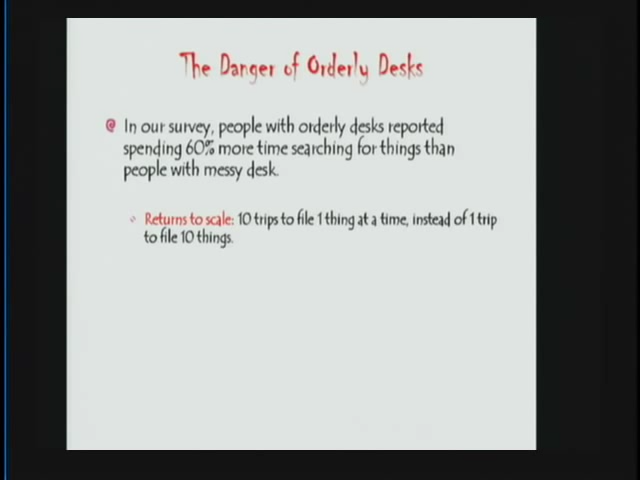 The Danger of Orderly Desks
In our survey, people with orderly desks reported
spending 60% more time searching for things than
people with messy desk.
Returns to scale: 10 trips to file 1 thing at a time, instead of 1 trip
to file 10 things.